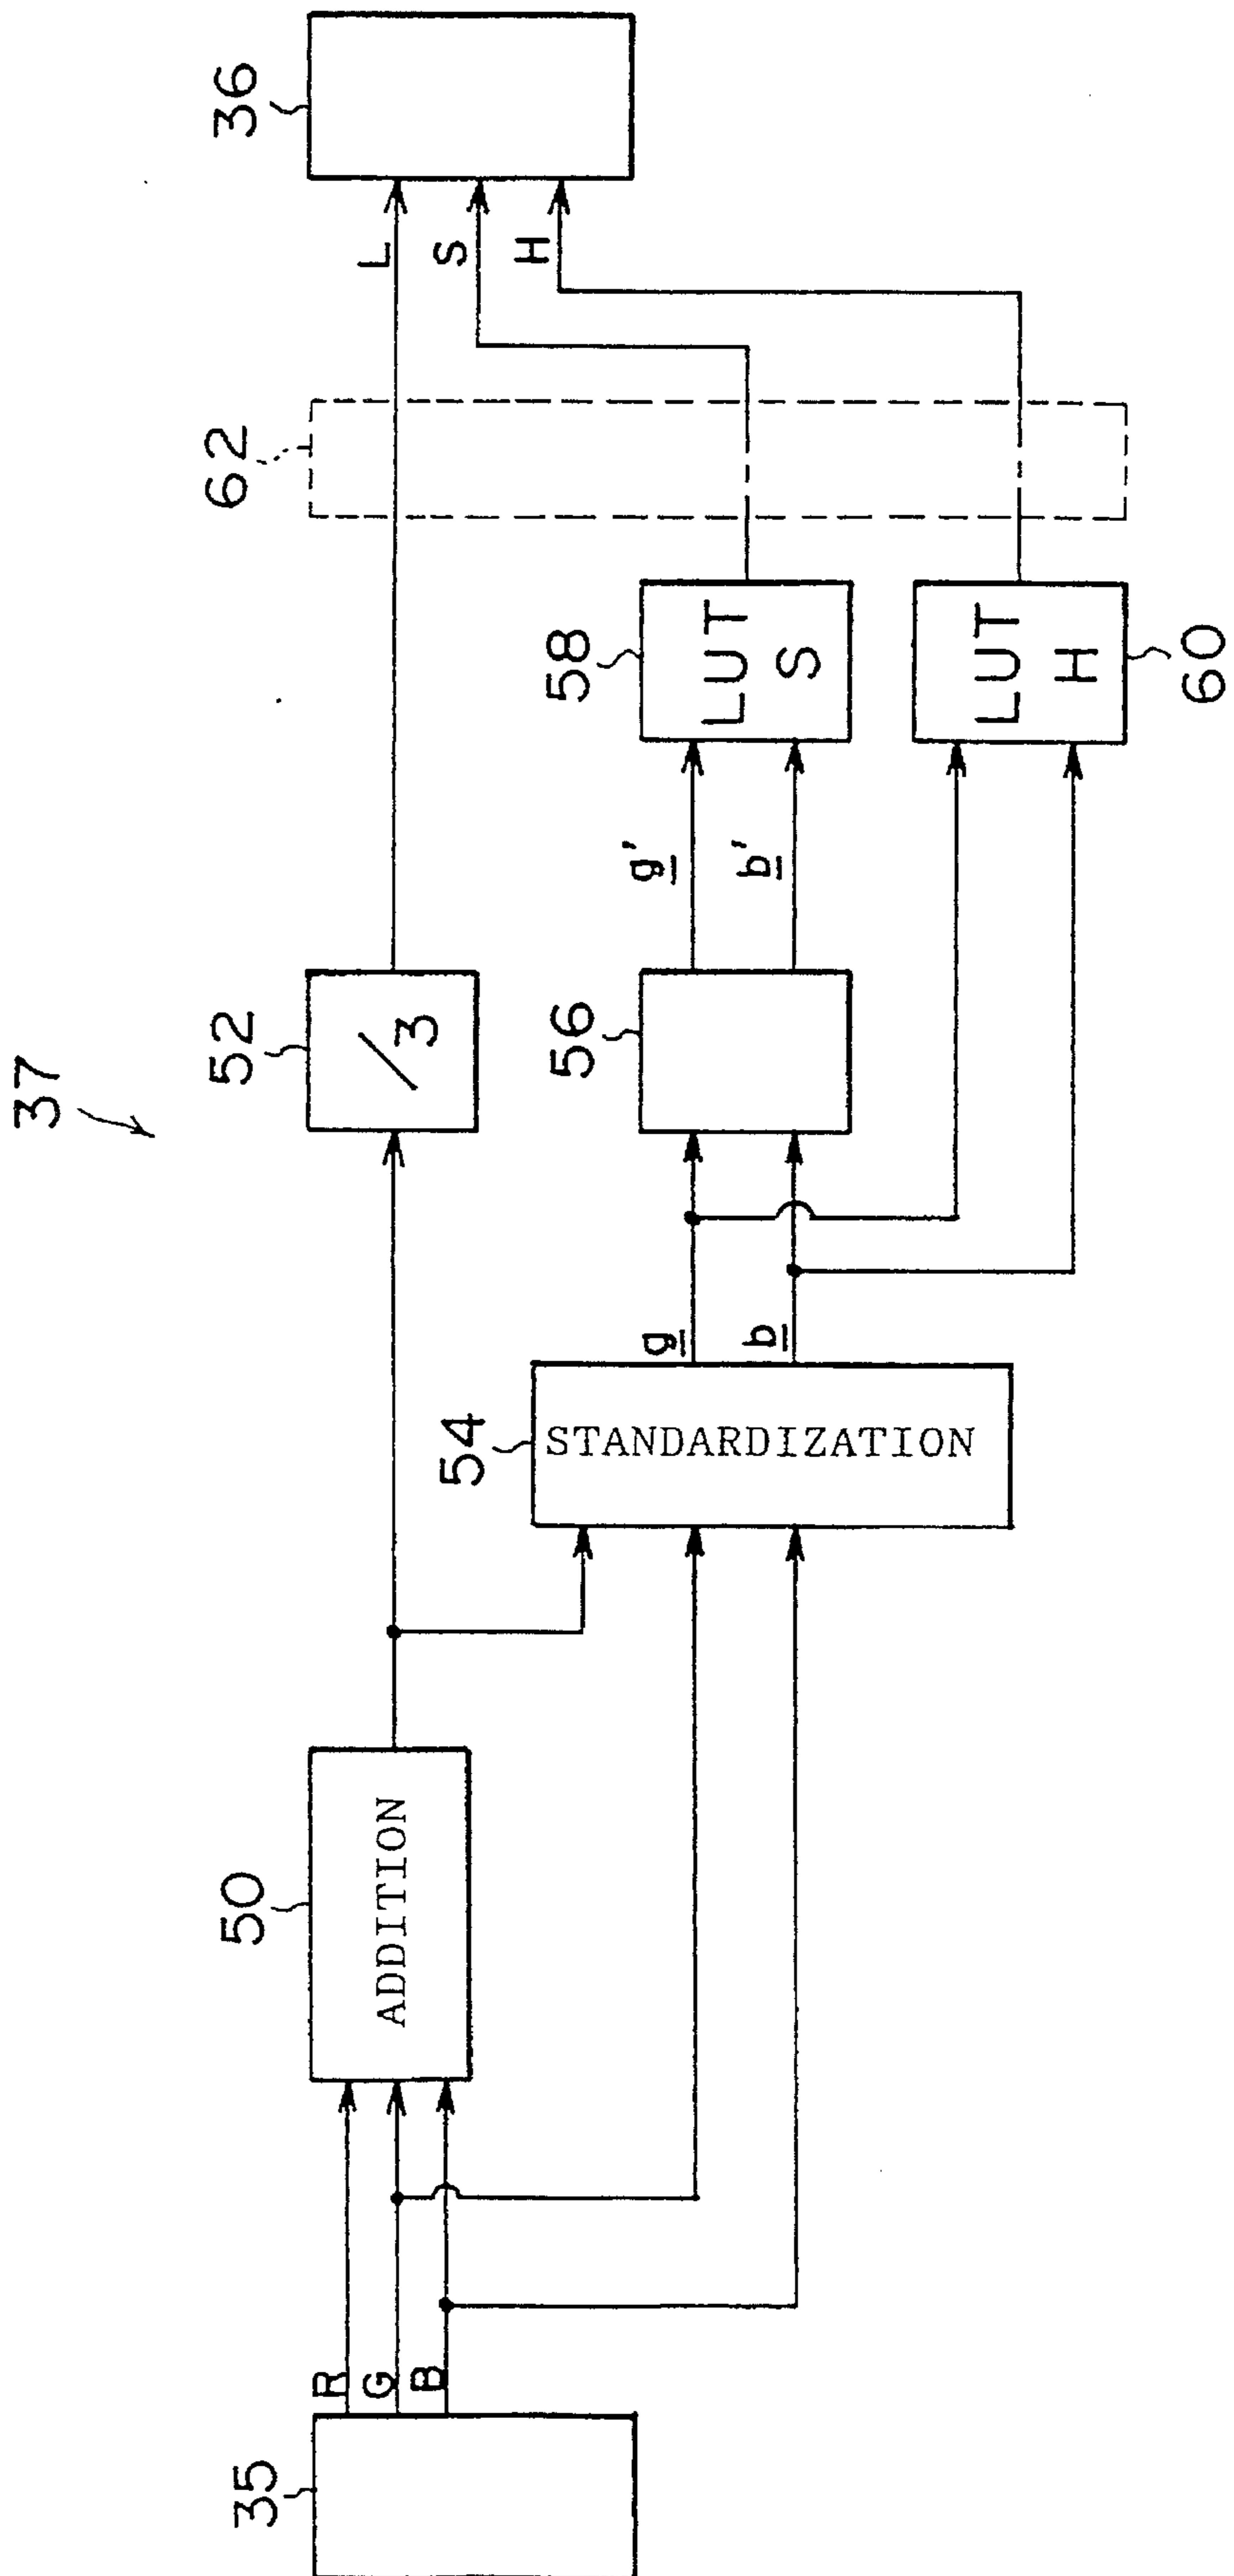 37
35
R
G
B
50
ADDITION
54
STANDARDIZATION
g
b
52
/3
56
g'
b'
58
LUT
S
LUT
H
60
62
L
S
H
36